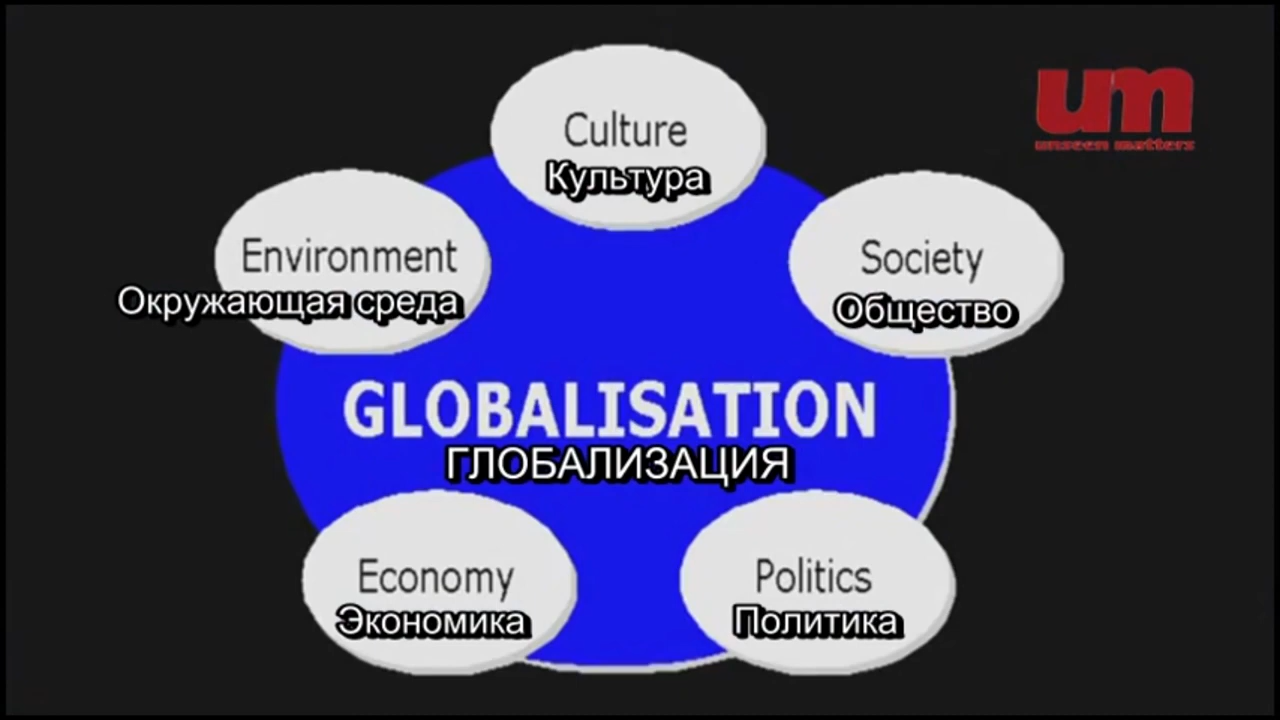 Culture
Культура
um
unseen matters
Environment
Окружающая среда
Society
Общество
GLOBALISATION
ГЛОБАЛИЗАЦИЯ
Economy
Экономика
Politics
Политика